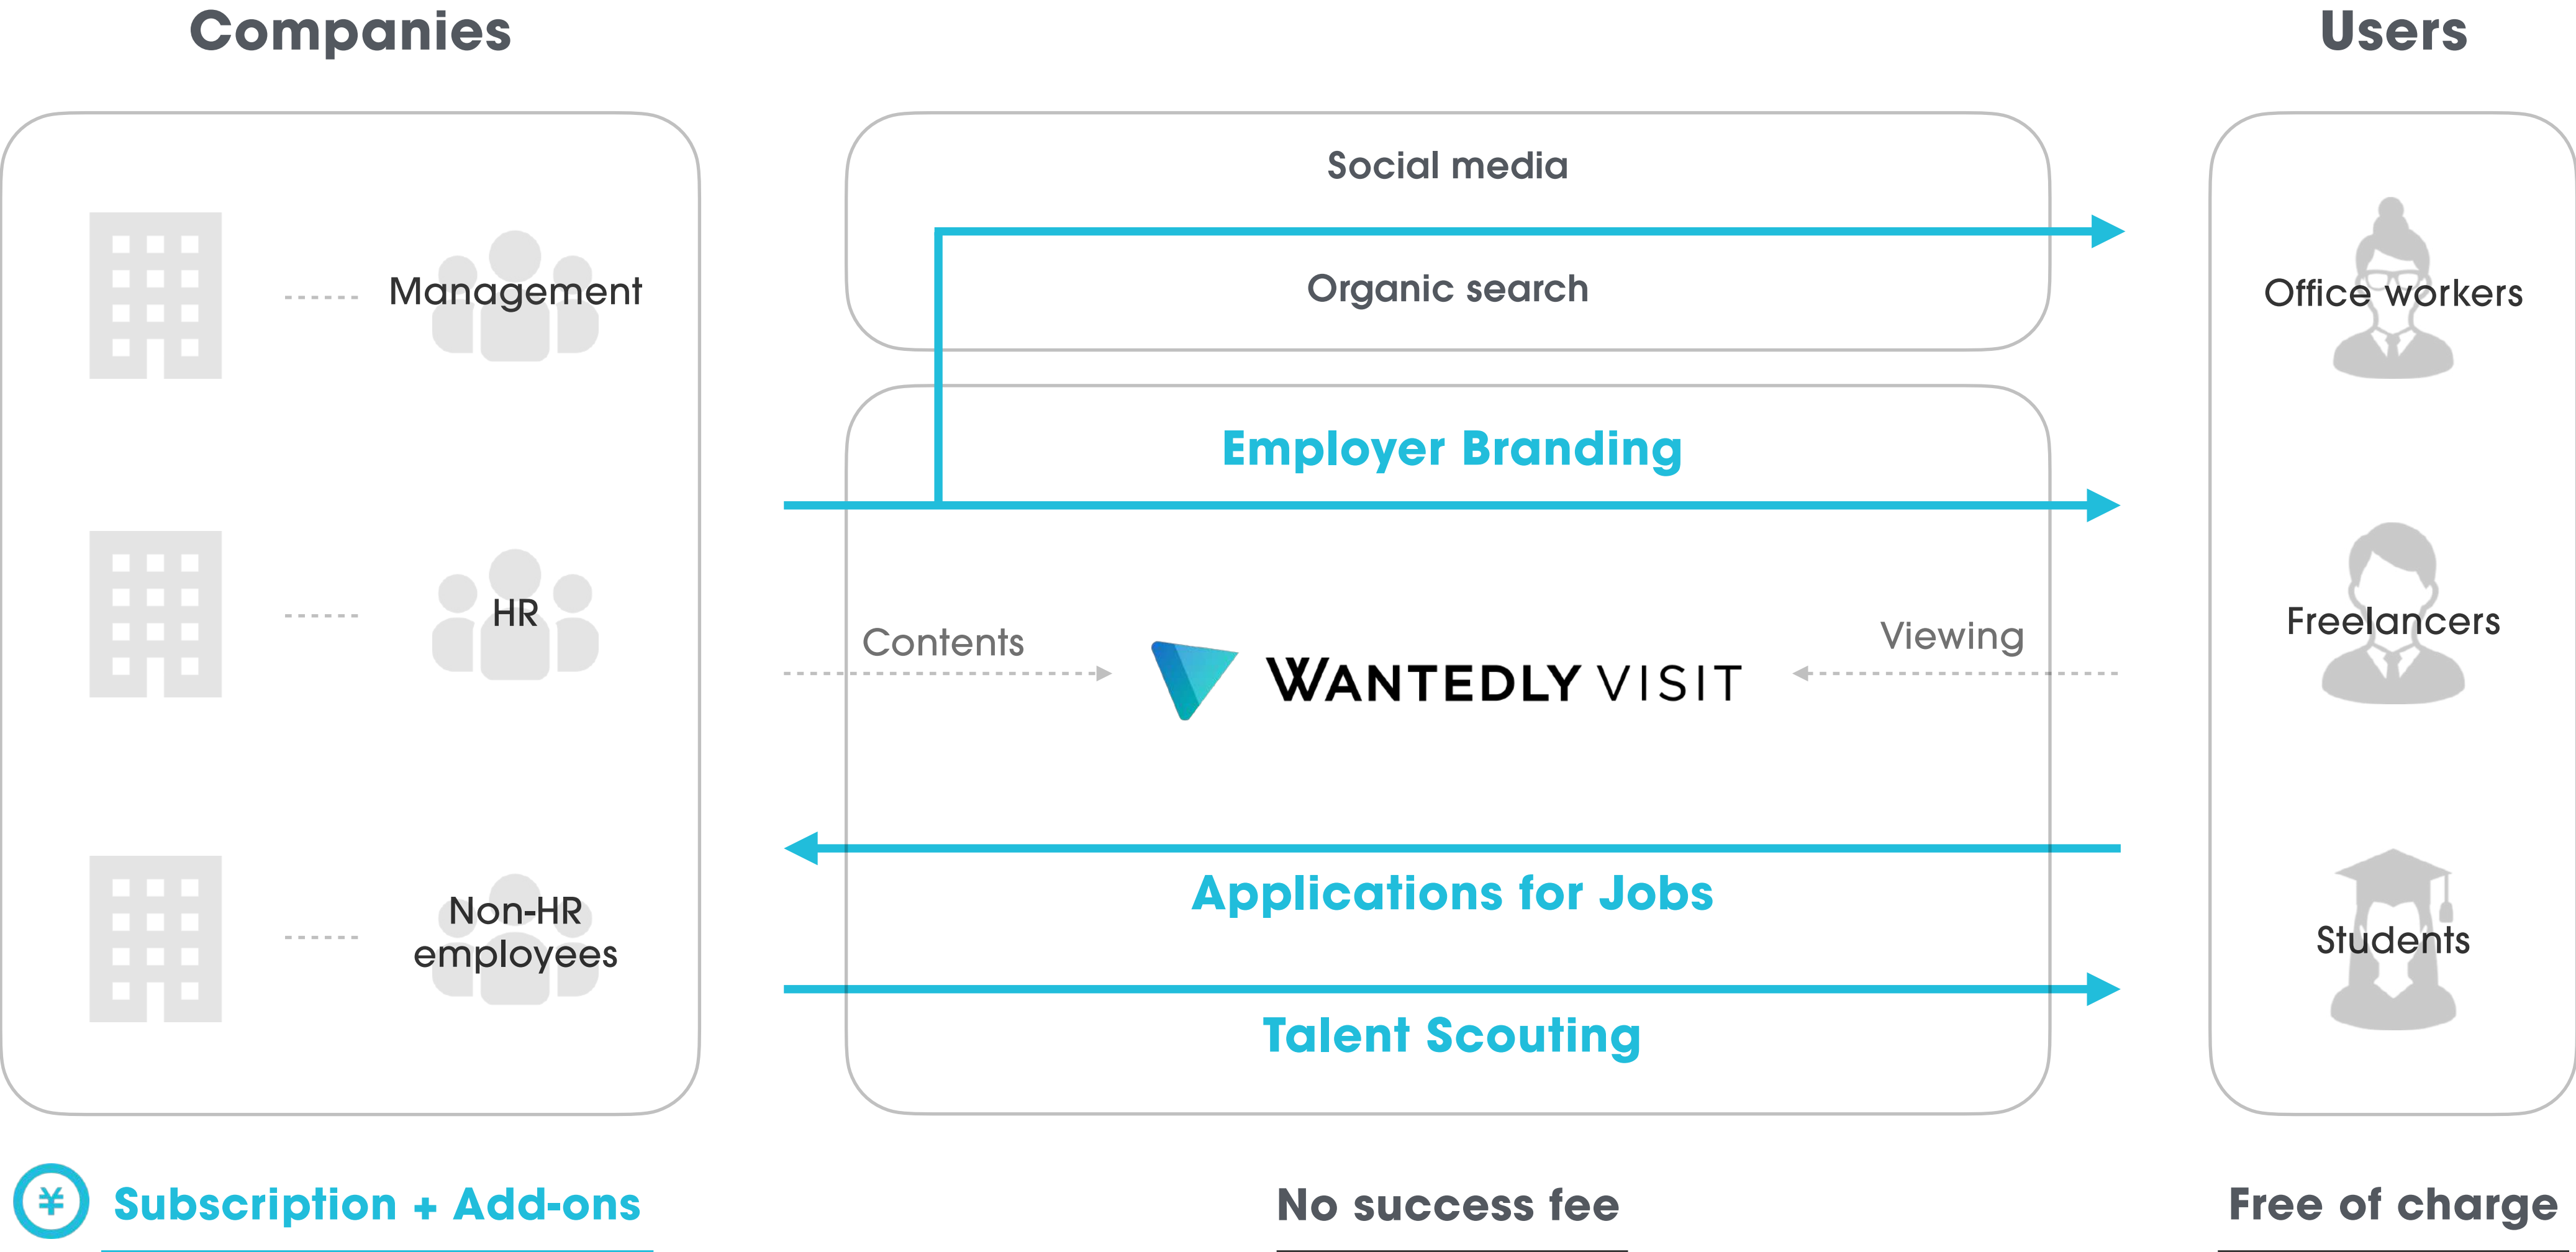 Companies
Users
Management
HR
Non-HR
employees
Social media
Organic search
Employer Branding
Contents
WANTEDLY VISIT
Viewing
Applications for Jobs
Talent Scouting
Office workers
Freelancers
Students
¥ Subscription + Add-ons
No success fee
Free of charge